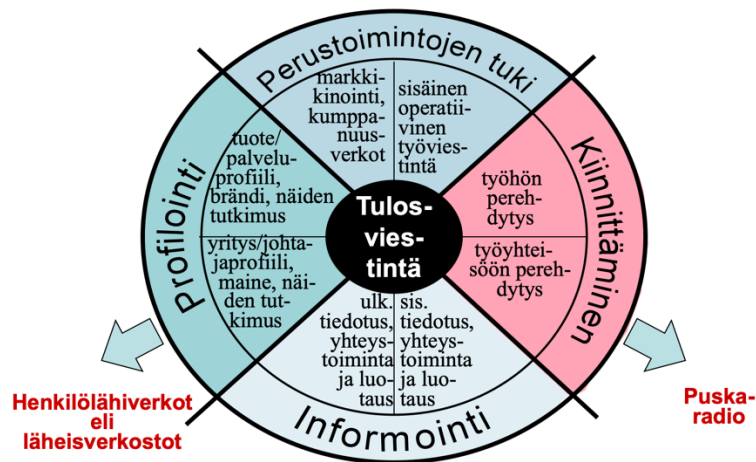 Perustoimintojen tuki
markki-
kinointi,
kumppa-
nuus-
verkot
sisäinen
operatii-
vinen
työvies-
tintä
Profilointi
tuote/
palvelu-
profiili,
brändi, näiden
tutkimus
yritys/johta-
japrofiili,
maine, näi-
den tut-
kimus
Tulos-
vies-
tintä
Kiinnittäminen
työhön
pereh-
dytys
työyhtei-
söön pereh-
dytys
ulk.
tiedotus,
yhteys-
toiminta
ja luo-
taus
sis.
tiedotus,
yhteys-
toiminta
ja luo-
taus
Informointi
Henkilölähiverkot
eli
läheisverkostot
Puska-
radio